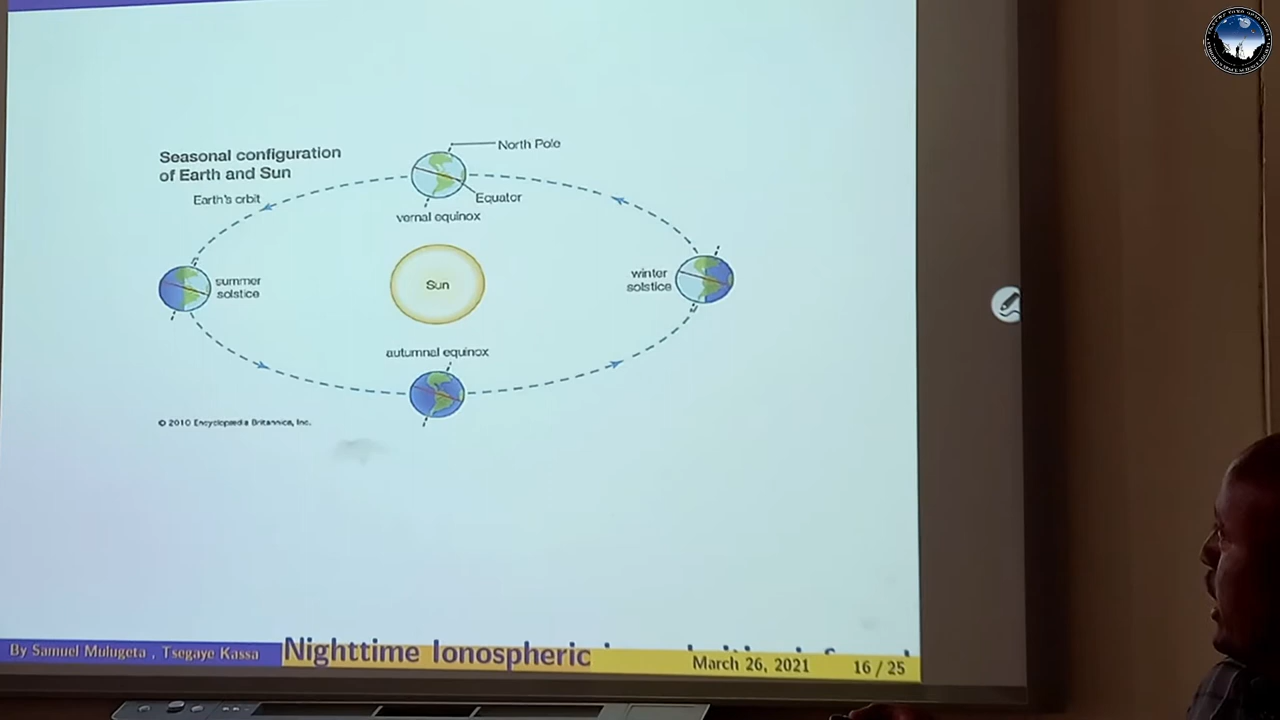 Seasonal configuration
of Earth and Sun
North Pole
Earth's orbit
Equator
vernal equinox
summer
solstice
Sun
winter
solstice
autumnal equinox
© 2010 Encyclopædia Britannica, Inc.
By Samuel Mulugeta , Tsegaye Kassa
Nighttime Ionospheric
March 26, 2021
16 / 25